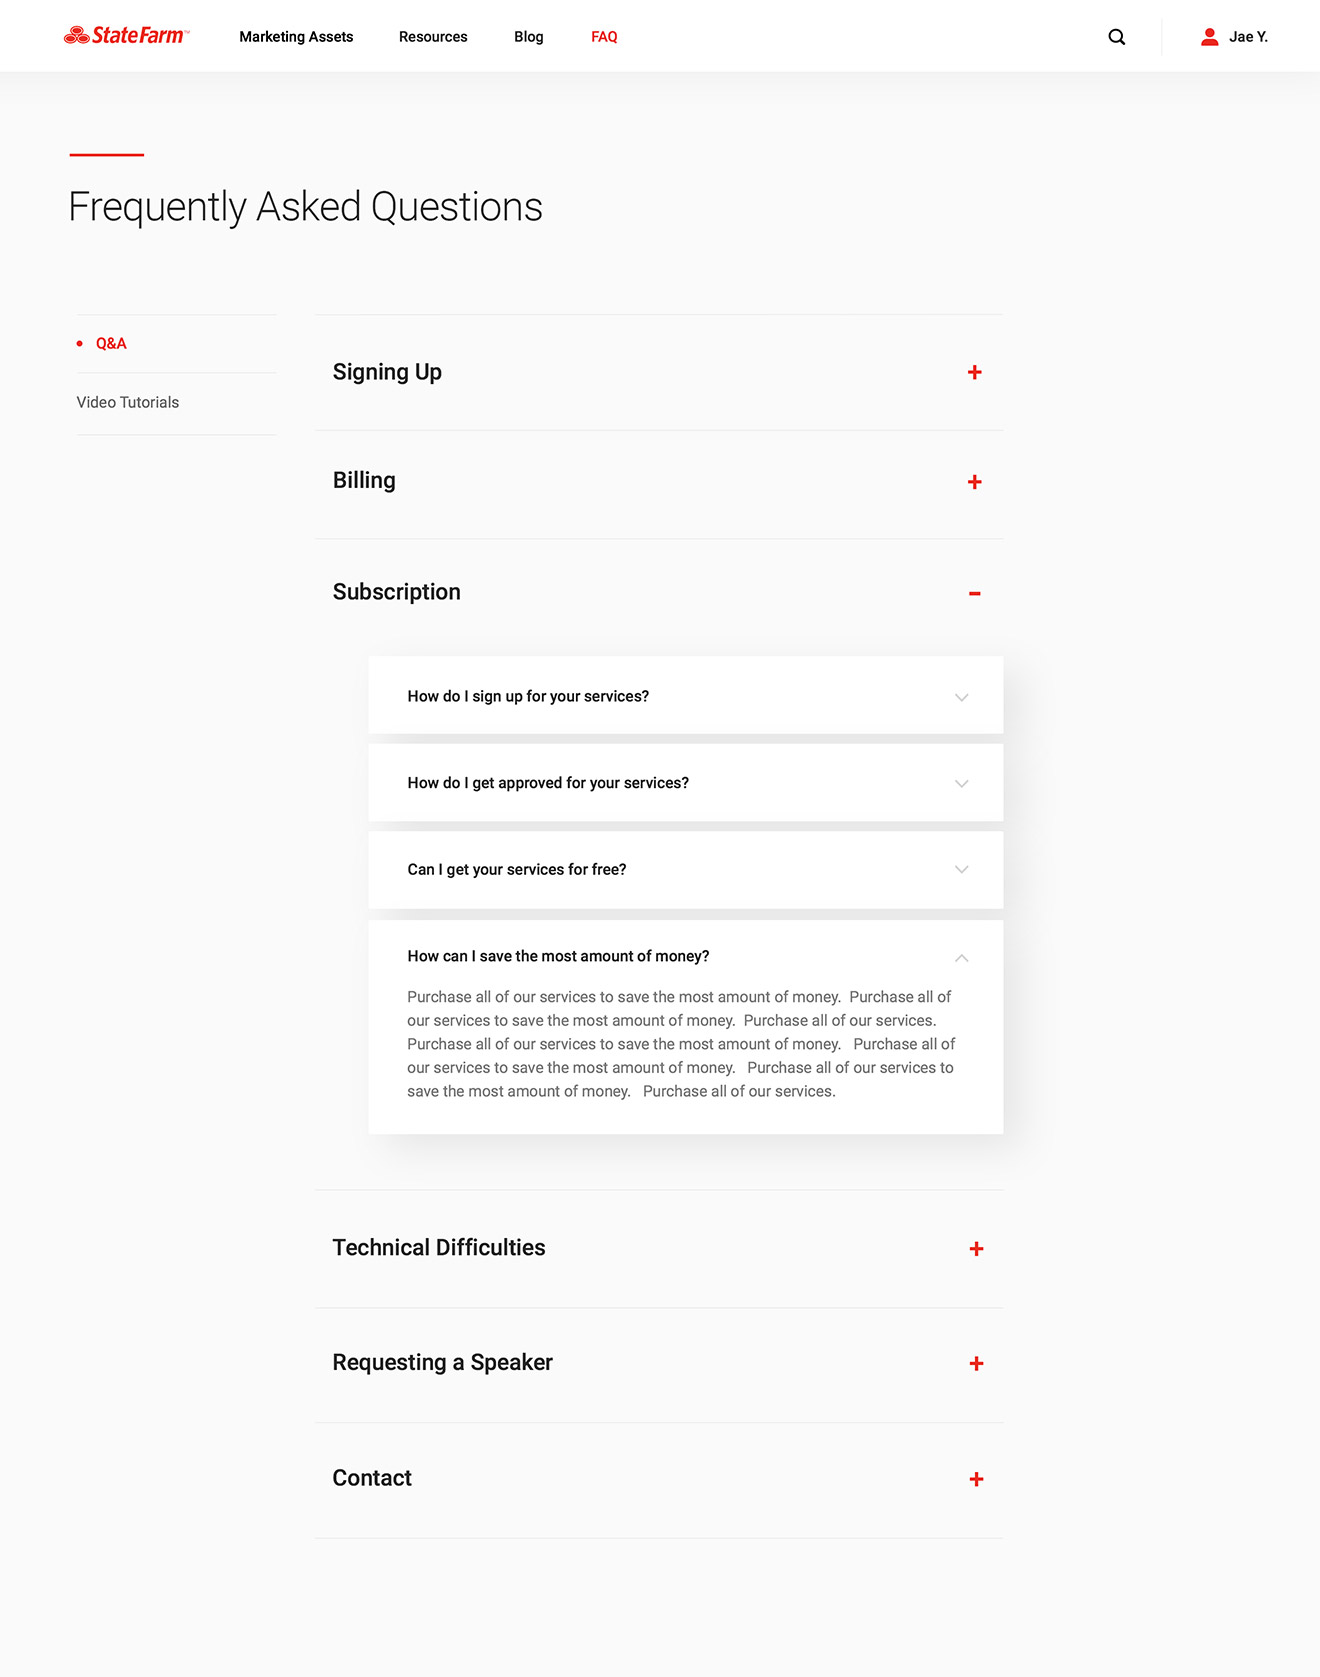 StateFarm™
Marketing Assets
Resources
Blog
FAQ
Jae Y.
Frequently Asked Questions
Q&A
Video Tutorials
Signing Up
Billing
Subscription
How do I sign up for your services?
How do I get approved for your services?
Can I get your services for free?
How can I save the most amount of money?
Purchase all of our services to save the most amount of money. Purchase all of
our services to save the most amount of money. Purchase all of our services.
Purchase all of our services to save the most amount of money. Purchase all of
our services to save the most amount of money. Purchase all of our services to
save the most amount of money. Purchase all of our services.
Technical Difficulties
Requesting a Speaker
Contact